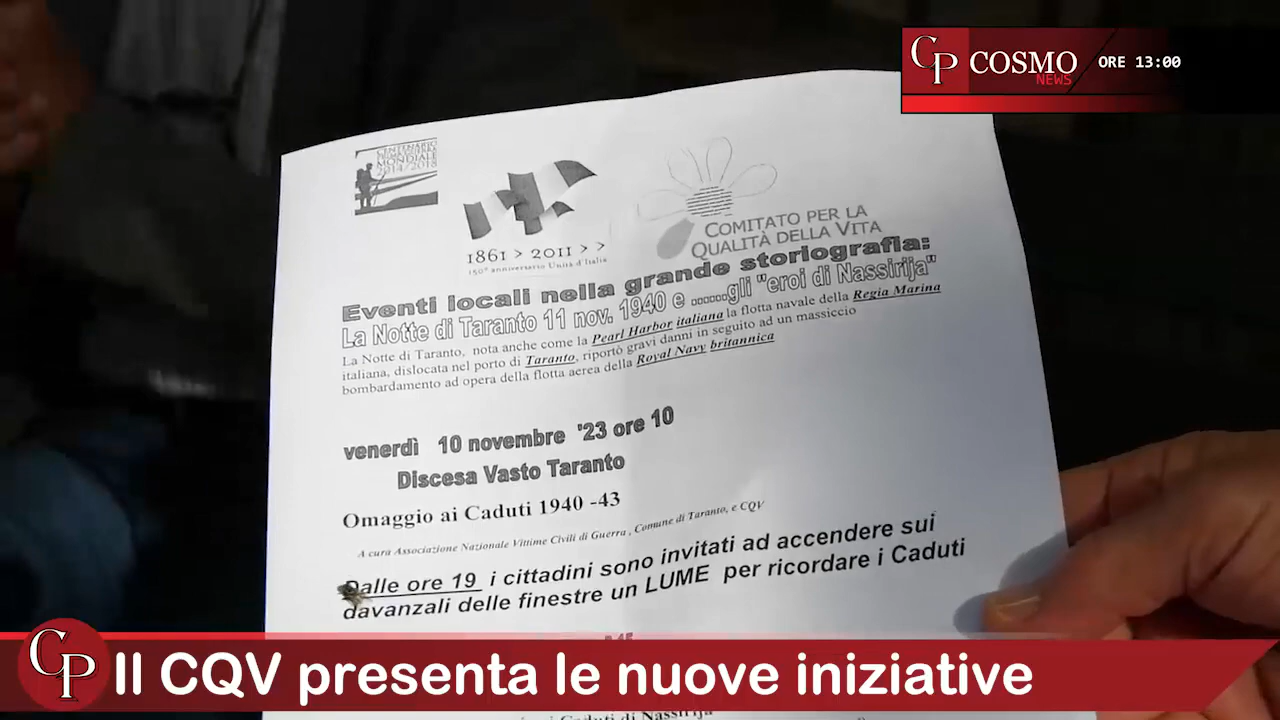 CP COSMO NEWS ORE 13:00
CENTENARIO
PRIMA GUERRA
MONDIALE
2014/2018
1861 > 2011 > >
150° anniversario Unità d'Italia
COMITATO PER LA
QUALITÀ DELLA VITA
Eventi locali nella grande storiografia:
La Notte di Taranto 11 nov. 1940 e ......gli "eroi di Nassirija"
La Notte di Taranto, nota anche come la Pearl Harbor italiana la flotta navale della Regia Marina
italiana, dislocata nel porto di Taranto, riportò gravi danni in seguito ad un massiccio
bombardamento ad opera della flotta aerea della Royal Navy britannica
venerdì 10 novembre '23 ore 10
Discesa Vasto Taranto
Omaggio ai Caduti 1940 -43
A cura Associazione Nazionale Vittime Civili di Guerra , Comune di Taranto, e CQV
Dalle ore 19 i cittadini sono invitati ad accendere sui
davanzali delle finestre un LUME per ricordare i Caduti
CP Il CQV presenta le nuove iniziative
Caduti di Nassirija